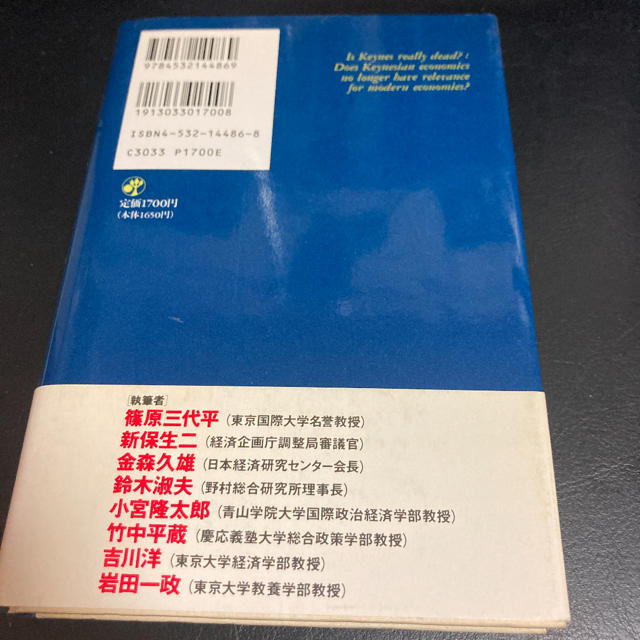 9784532144869
1913033017008
ISBN4-532-14486-8
C3033 P1700E
Is Keynes really dead? :
Does Keynesian economics
no longer have relevance
for modern economies?
定価1700円
(本体1650円)
[執筆者]
篠原三代平(東京国際大学名誉教授)
新保生二(経済企画庁調整局審議官)
金森久雄(日本経済研究センター会長)
鈴木淑夫(野村総合研究所理事長)
小宮隆太郎(青山学院大学国際政治経済学部教授)
竹中平蔵(慶応義塾大学総合政策学部教授)
吉川洋(東京大学経済学部教授)
岩田一政(東京大学教養学部教授)